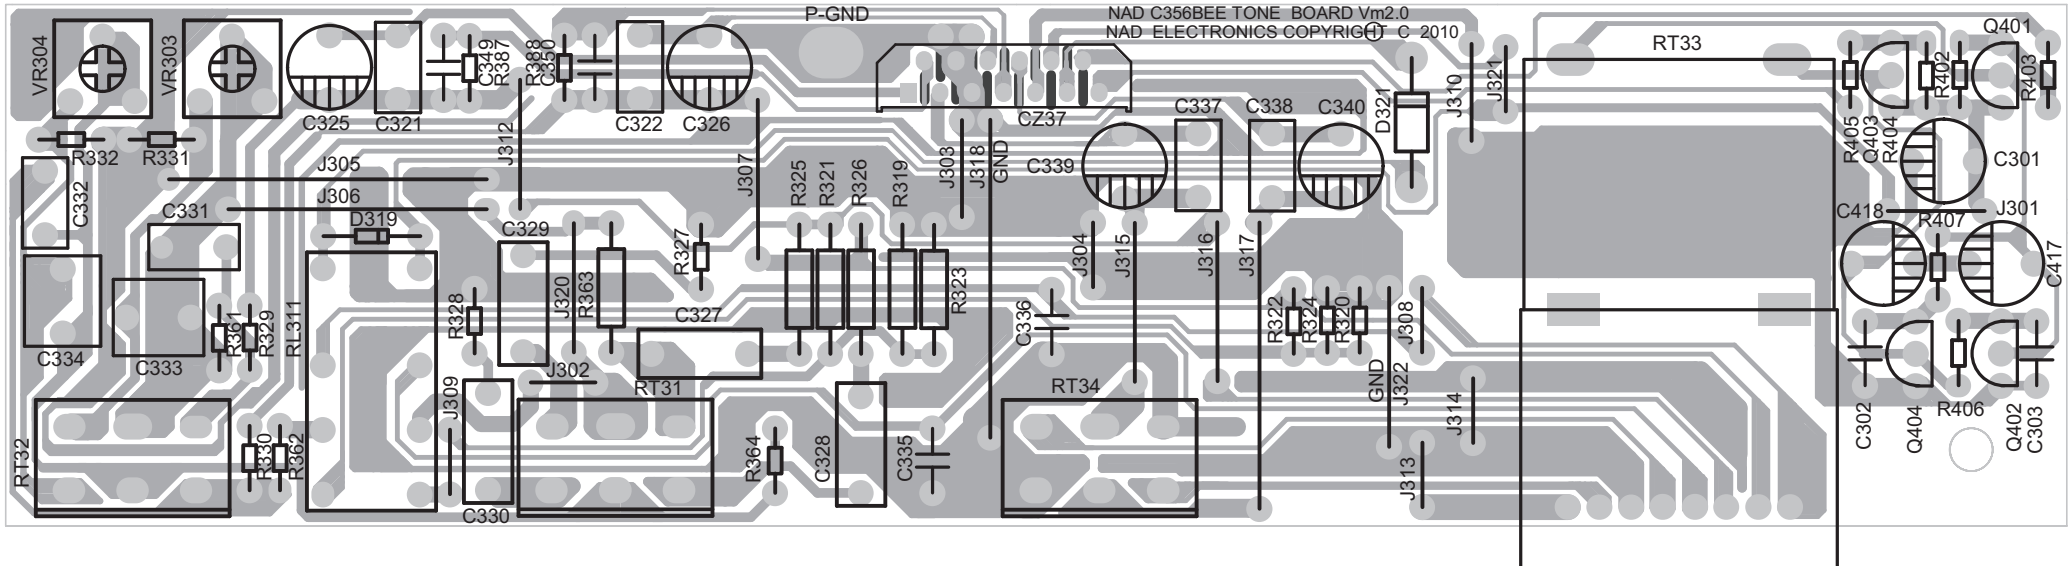 P-GND
NAD C356BEE TONE BOARD Vm2.0
NAD ELECTRONICS COPYRIGHT C 2010
Q401
VR304
VR303
C349
R387
R388
C350
RT33
J310
J321
R402
R403
C325
C321
C322
C326
CZ37
C337
C338
C340
D321
R405
Q403
R404
R332
R331
J312
J305
J307
J303
J318
GND
C339
C301
J306
C332
C331
D319
R325
R321
R326
R319
C418
R407
J301
C329
R327
J304
J315
J316
J317
C417
J320
R363
R323
C336
R328
C327
R322
R324
R320
J308
C334
C333
R361
R329
RL311
J302
RT31
RT34
GND
J322
J309
J314
C302
Q404
R406
Q402
C303
RT32
R330
R362
C330
R364
C328
C335
J313